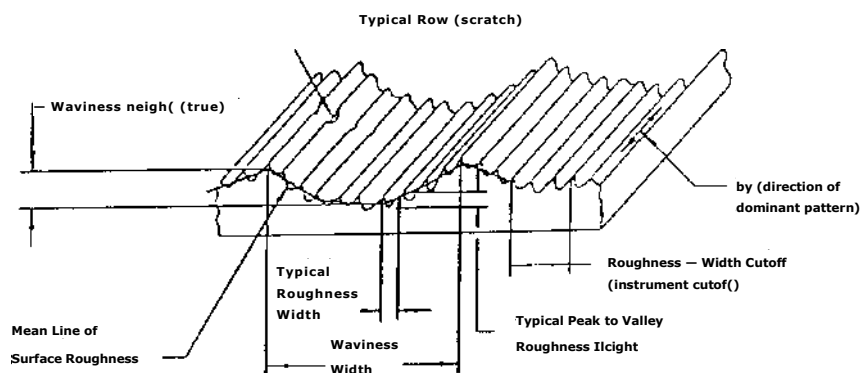 Typical Row (scratch)
— Waviness neigh( (true)
by (direction of
dominant pattern)
Roughness — Width Cutoff
(instrument cutof()
Typical
Roughness
Width
Typical Peak to Valley
Roughness Ilcight
Mean Line of
Surface Roughness
Waviness
Width